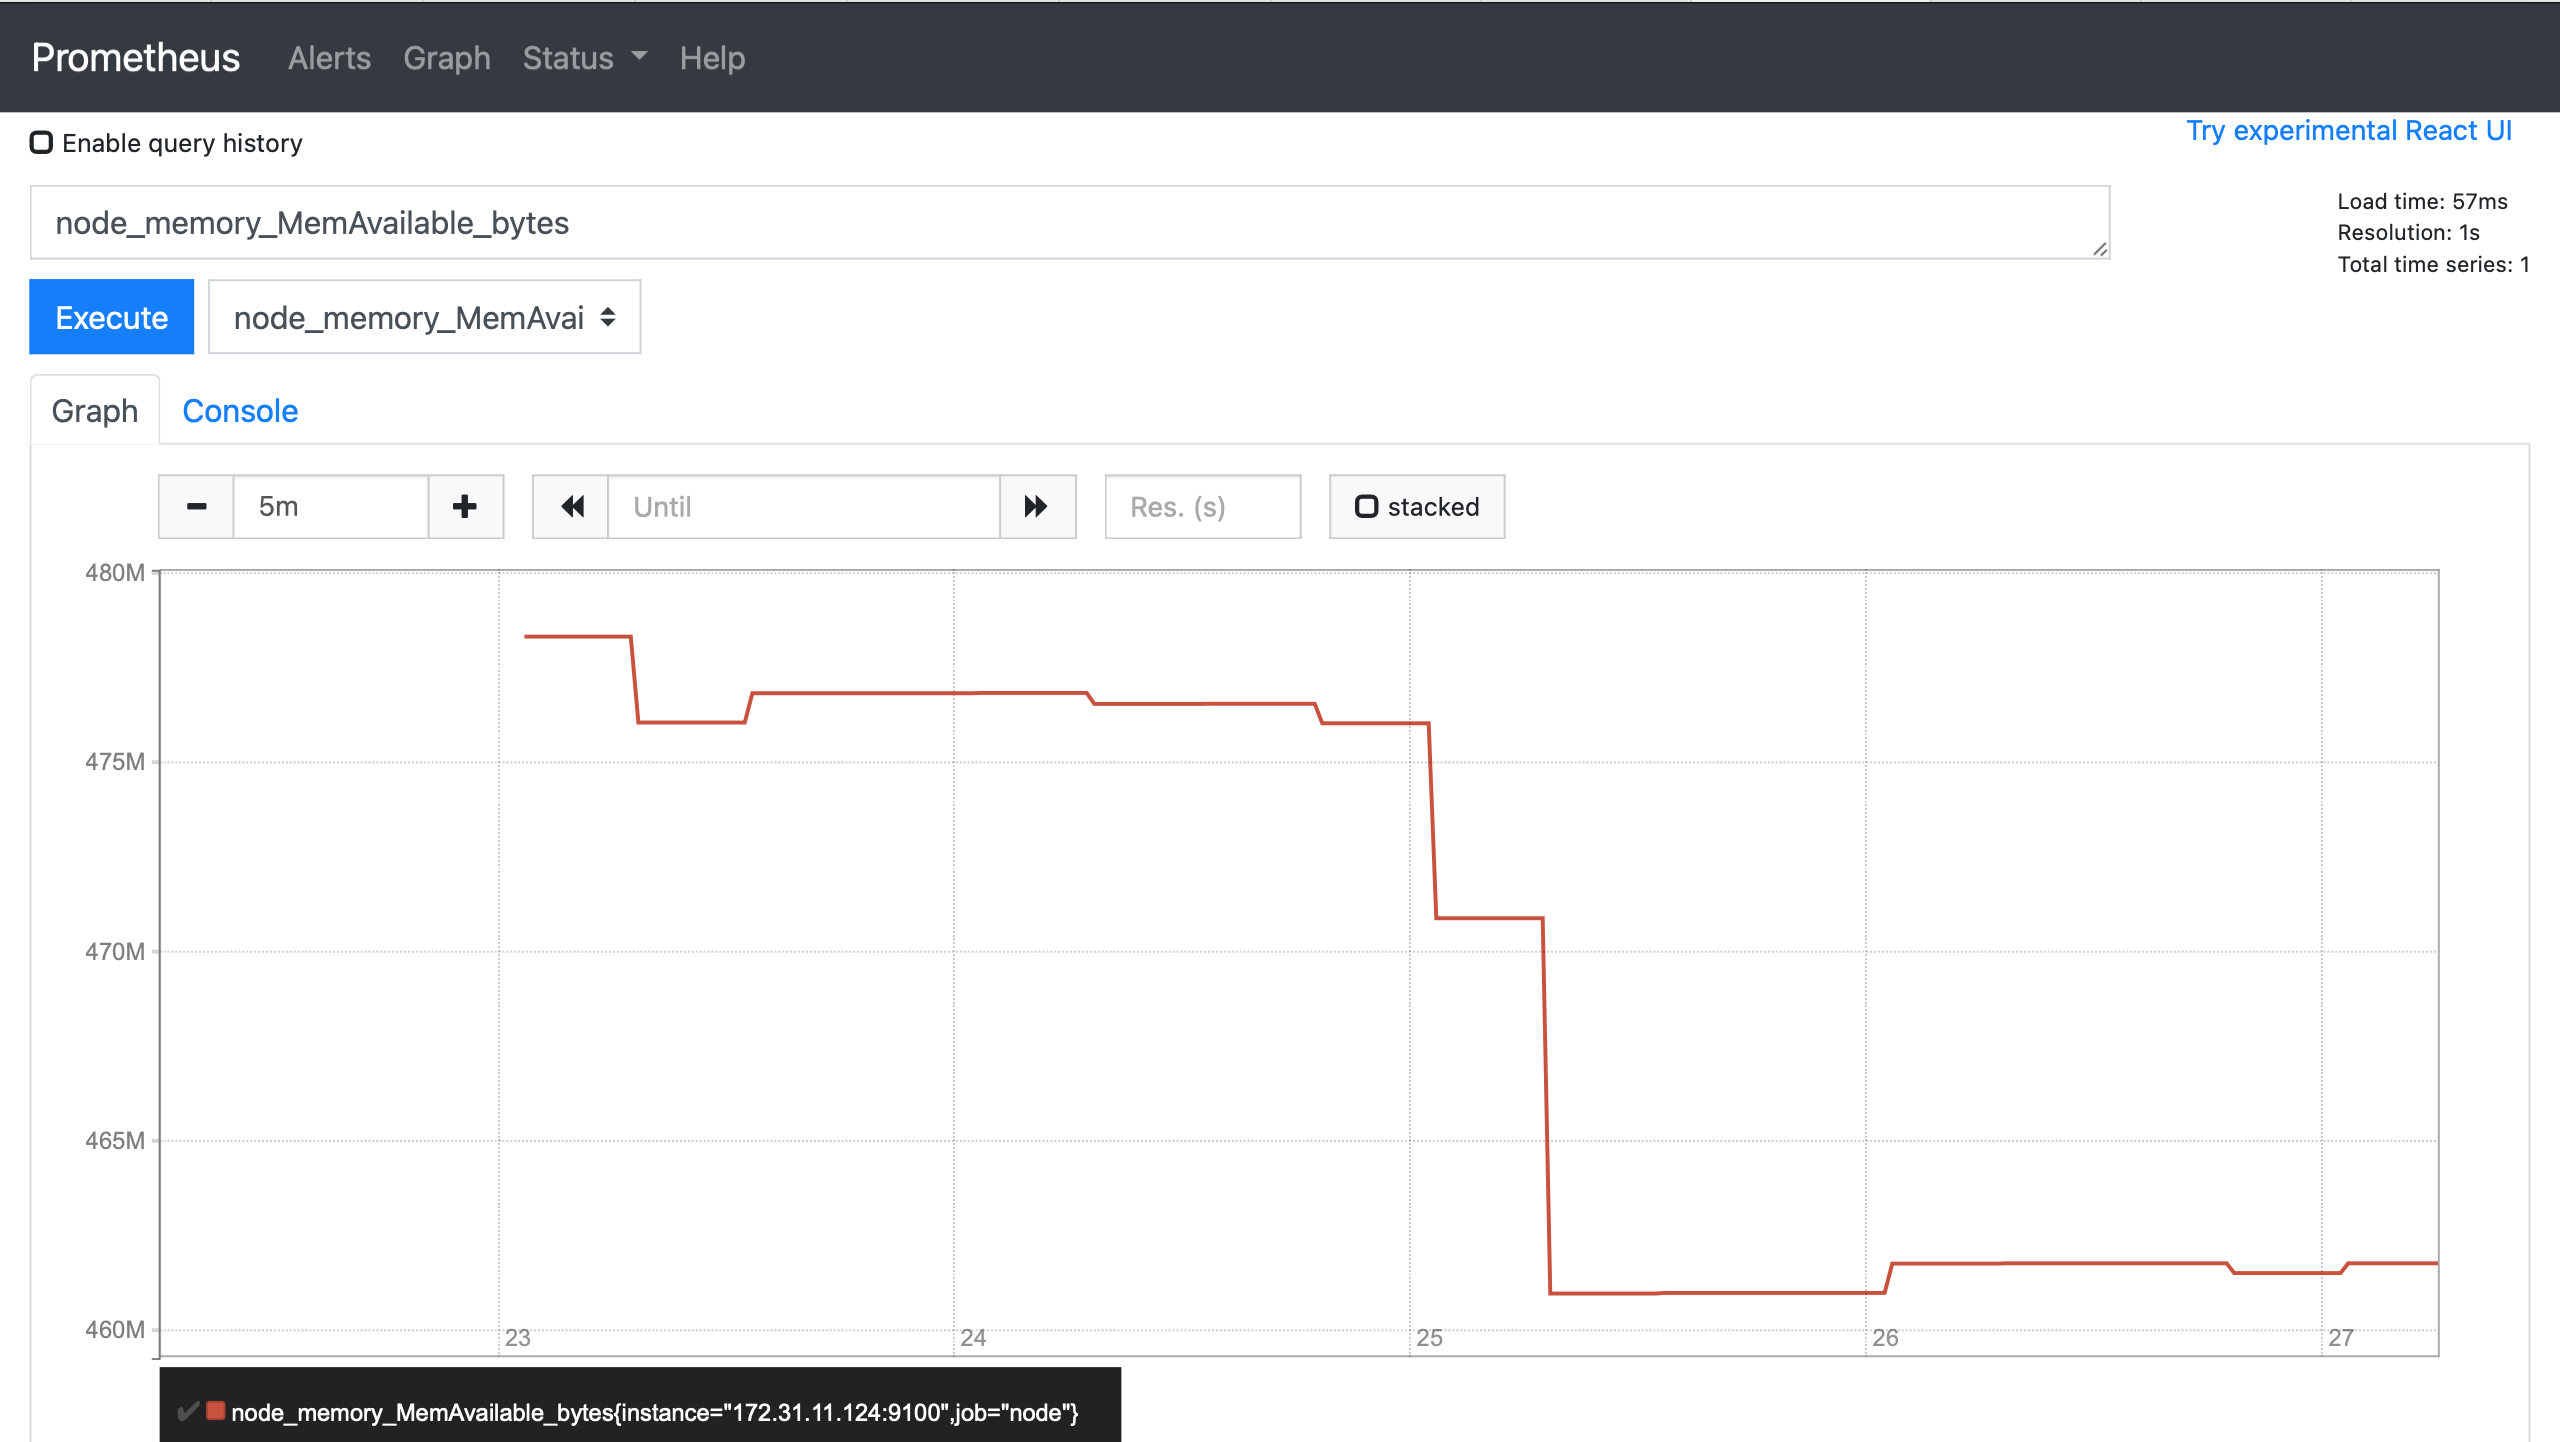 Prometheus Alerts Graph Status Help
Enable query history
Try experimental React UI
node_memory_MemAvailable_bytes
Load time: 57ms
Resolution: 1s
Total time series: 1
Execute node_memory_MemAvai
Graph Console
5m Until Res. (s) stacked
480M
475M
470M
465M
460M
23 24 25 26 27
node_memory_MemAvailable_bytes{instance="172.31.11.124:9100",job="node"}